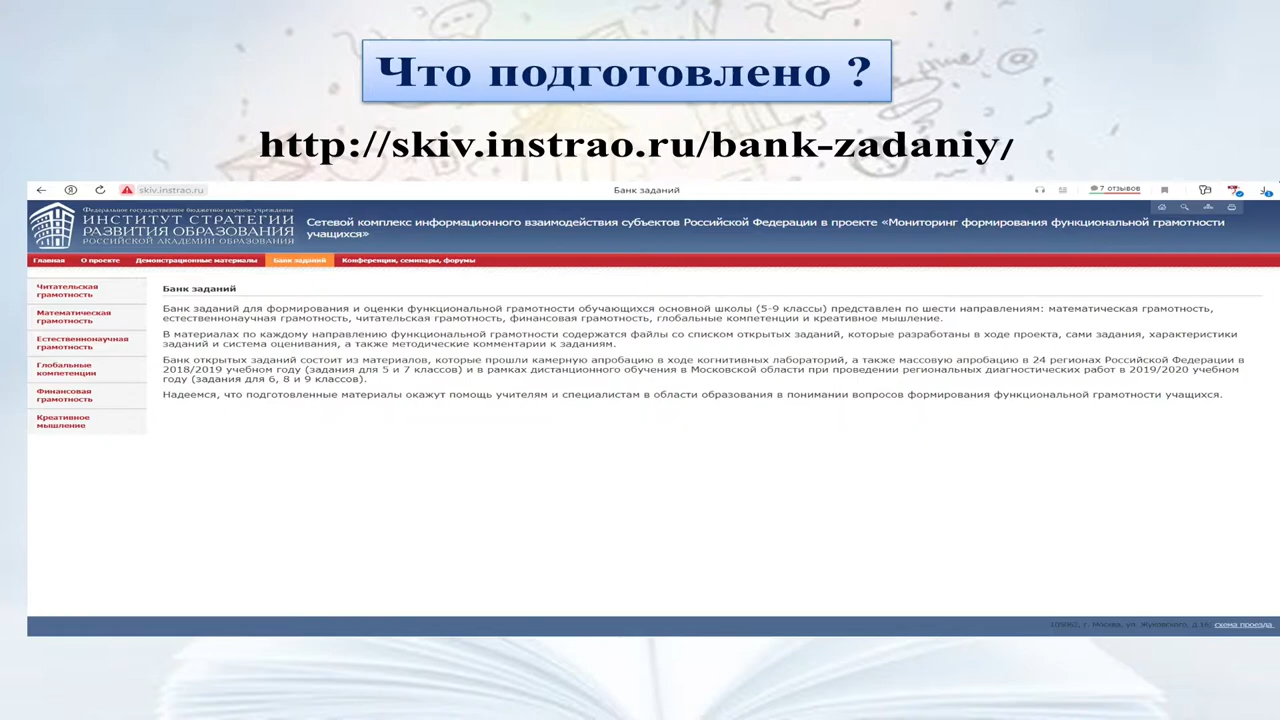 Что подготовлено ?
http://skiv.instrao.ru/bank-zadaniy/
skiv.instrao.ru
Банк заданий
7 отзывов
Федеральное государственное бюджетное научное учреждение
ИНСТИТУТ СТРАТЕГИИ
РАЗВИТИЯ ОБРАЗОВАНИЯ
РОССИЙСКОЙ АКАДЕМИИ ОБРАЗОВАНИЯ
Сетевой комплекс информационного взаимодействия субъектов Российской Федерации в проекте «Мониторинг формирования функциональной грамотности
учащихся»
Главная О проекте Демонстрационные материалы Банк заданий Конференции, семинары, форумы
Читательская
грамотность
Математическая
грамотность
Естественнонаучная
грамотность
Глобальные
компетенции
Финансовая
грамотность
Креативное
мышление
Банк заданий
Банк заданий для формирования и оценки функциональной грамотности обучающихся основной школы (5-9 классы) представлен по шести направлениям: математическая грамотность,
естественнонаучная грамотность, читательская грамотность, финансовая грамотность, глобальные компетенции и креативное мышление.
В материалах по каждому направлению функциональной грамотности содержатся файлы со списком открытых заданий, которые разработаны в ходе проекта, сами задания, характеристики
заданий и система оценивания, а также методические комментарии к заданиям.
Банк открытых заданий состоит из материалов, которые прошли камерную апробацию в ходе когнитивных лабораторий, а также массовую апробацию в 24 регионах Российской Федерации в
2018/2019 учебном году (задания для 5 и 7 классов) и в рамках дистанционного обучения в Московской области при проведении региональных диагностических работ в 2019/2020 учебном
году (задания для 6, 8 и 9 классов).
Надеемся, что подготовленные материалы окажут помощь учителям и специалистам в области образования в понимании вопросов формирования функциональной грамотности учащихся.
105062, г. Москва, ул. Жуковского, д.16; схема проезда